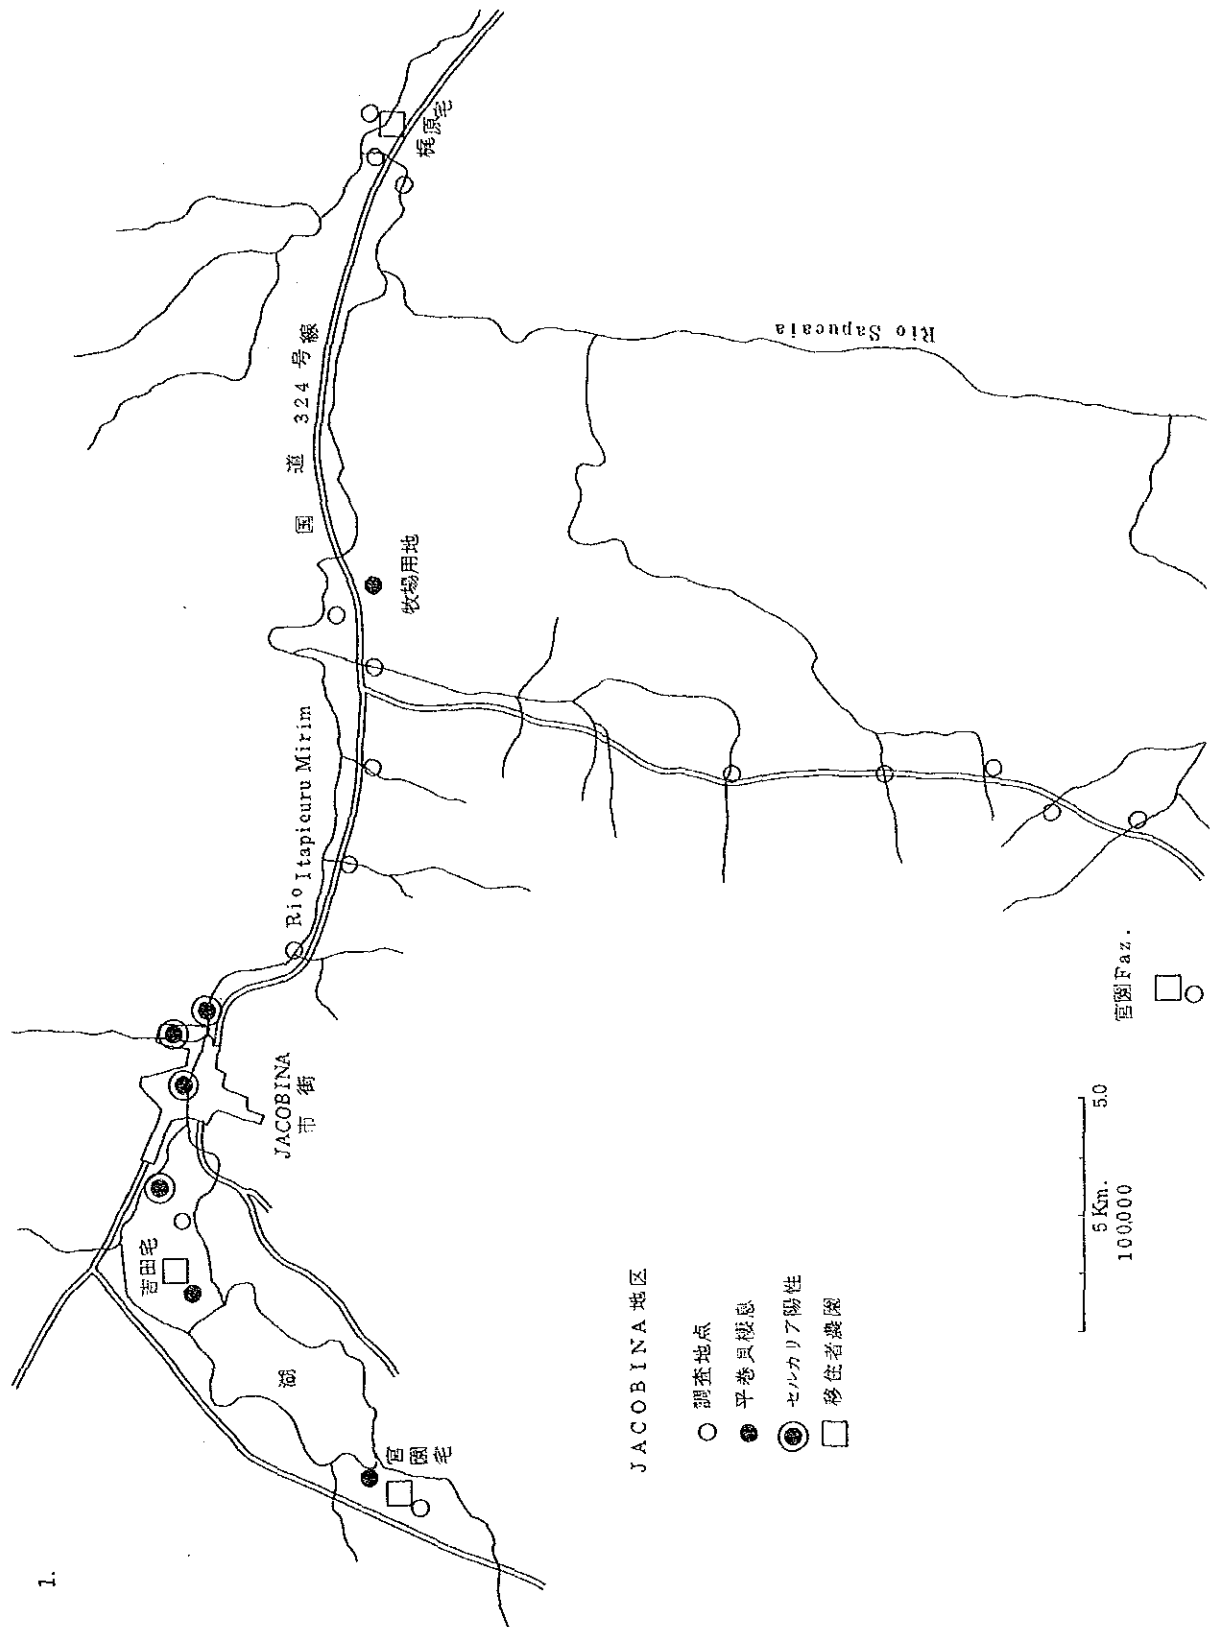 1.
国道 324号線
梶原宅
Rio Sapucaia
牧場用地
Rio Itapicuru Mirim
JACOBINA
市街
吉田宅
湖
宮園宅
宮園Faz.
JACOBINA地区
調査地点
平巻貝棲息
セルカリア陽性
移住者農園
5Km. 5.0
100,000